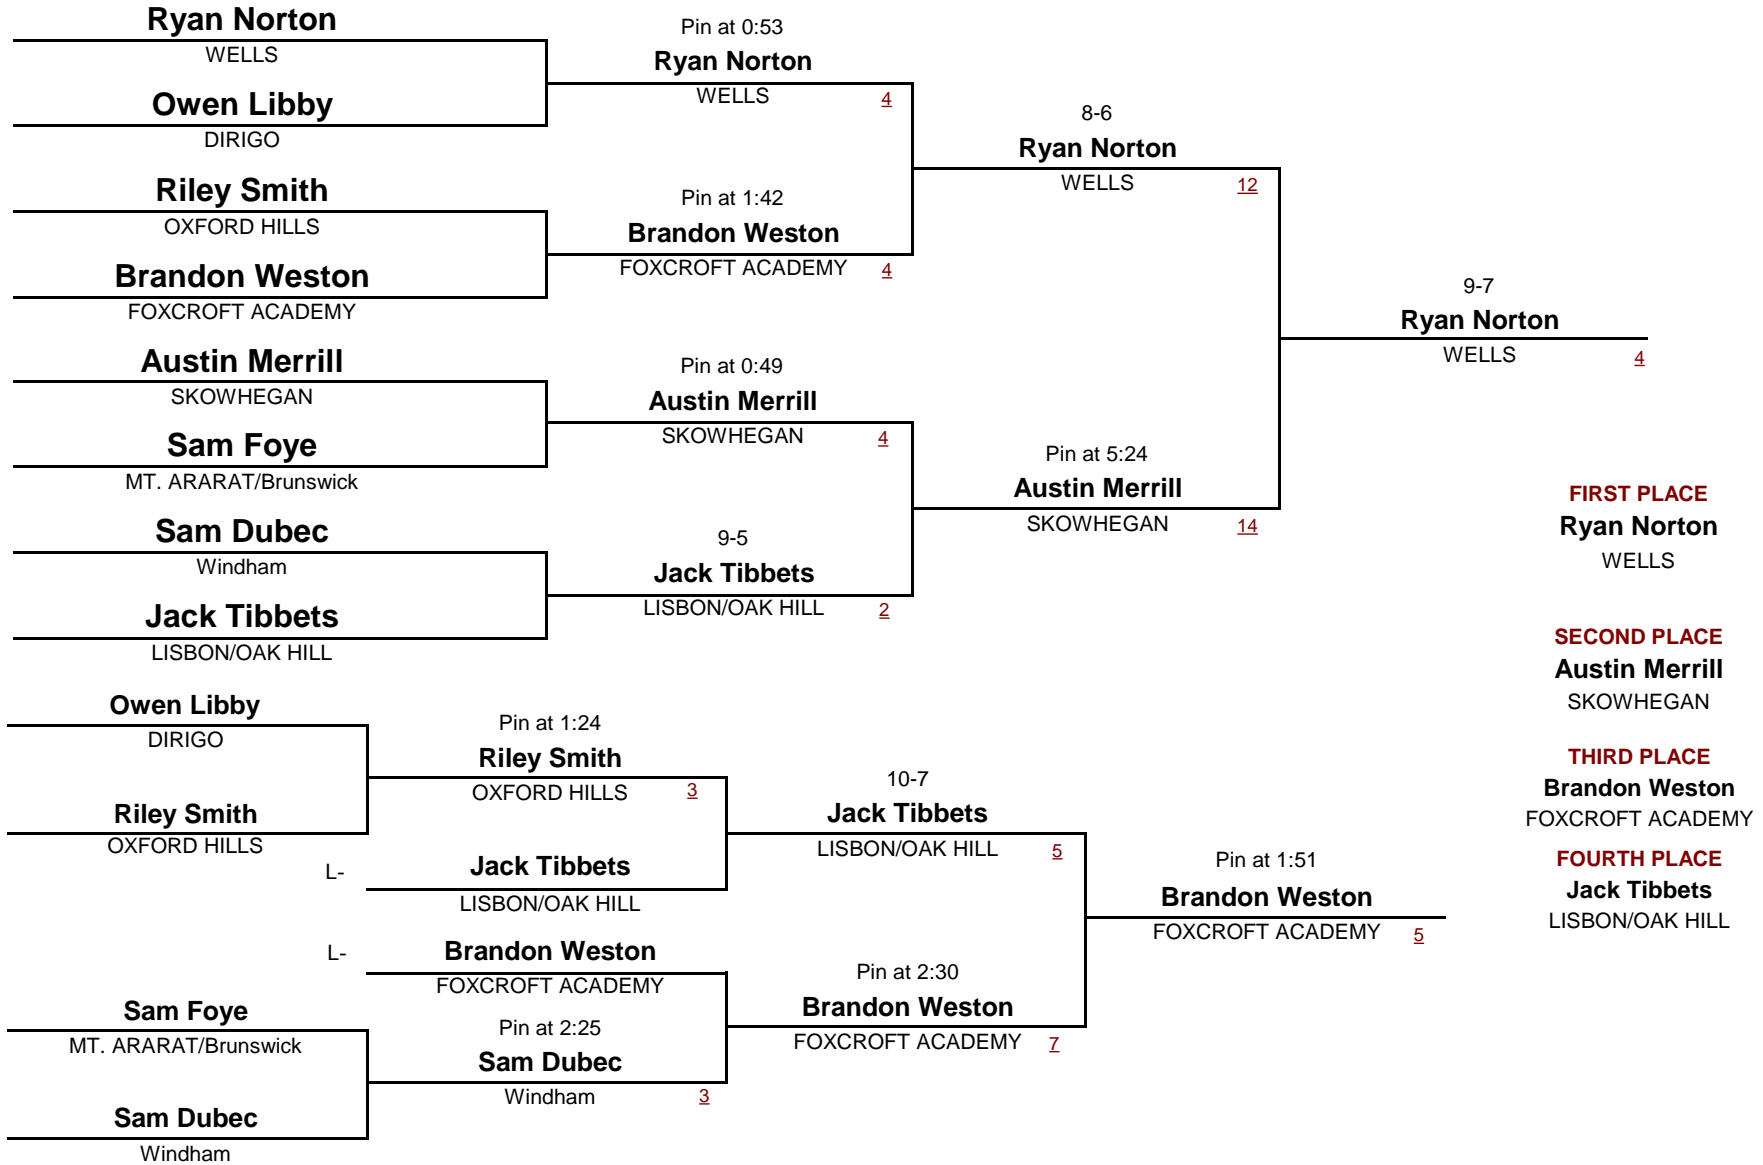 Ryan Norton
WELLS
Owen Libby
DIRIGO
Riley Smith
OXFORD HILLS
Brandon Weston
FOXCROFT ACADEMY
Austin Merrill
SKOWHEGAN
Sam Foye
MT. ARARAT/Brunswick
Sam Dubec
Windham
Jack Tibbets
LISBON/OAK HILL
Pin at 0:53
Ryan Norton
WELLS 4
Pin at 1:42
Brandon Weston
FOXCROFT ACADEMY 4
Pin at 0:49
Austin Merrill
SKOWHEGAN 4
9-5
Jack Tibbets
LISBON/OAK HILL 2
8-6
Ryan Norton
WELLS 12
Pin at 5:24
Austin Merrill
SKOWHEGAN 14
9-7
Ryan Norton
WELLS 4
Owen Libby
DIRIGO
Riley Smith
OXFORD HILLS
Sam Foye
MT. ARARAT/Brunswick
Sam Dubec
Windham
Pin at 1:24
Riley Smith
OXFORD HILLS 3
L- Jack Tibbets
LISBON/OAK HILL
L- Brandon Weston
FOXCROFT ACADEMY
Pin at 2:25
Sam Dubec
Windham 3
10-7
Jack Tibbets
LISBON/OAK HILL 5
Pin at 2:30
Brandon Weston
FOXCROFT ACADEMY 7
Pin at 1:51
Brandon Weston
FOXCROFT ACADEMY 5
FIRST PLACE
Ryan Norton
WELLS
SECOND PLACE
Austin Merrill
SKOWHEGAN
THIRD PLACE
Brandon Weston
FOXCROFT ACADEMY
FOURTH PLACE
Jack Tibbets
LISBON/OAK HILL